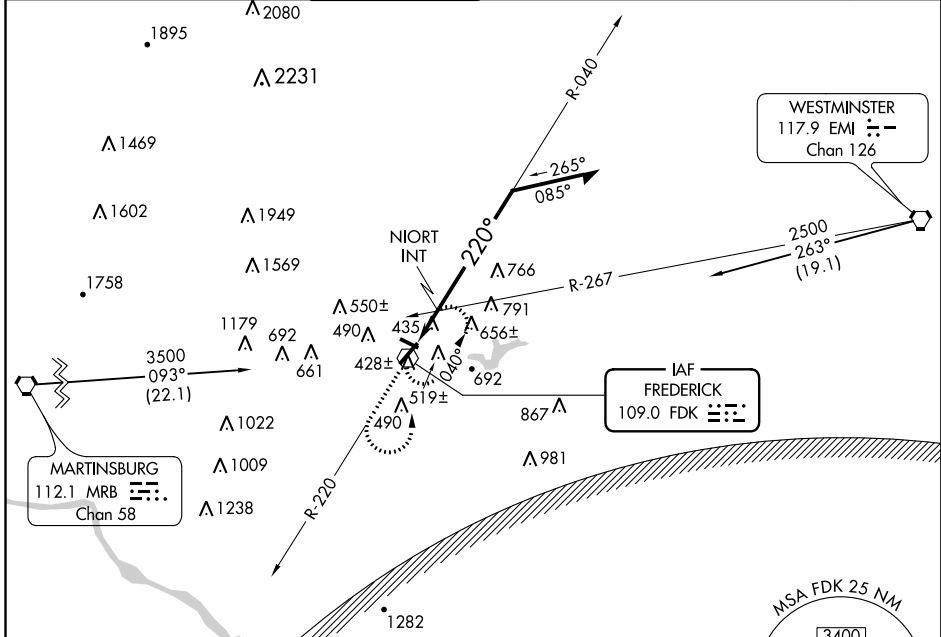 2080
1895
2231
R-040
WESTMINSTER
117.9 EMI
Chan 126
1469
265°
085°
1602
1949
220°
NIORT
INT
2500
263°
(19.1)
1569
766
R-267
1758
550±
791
1179
692
490
435
656±
661
428±
040°
692
3500
093°
(22.1)
519±
IAF
FREDERICK
109.0 FDK
867
490
1022
MARTINSBURG
112.1 MRB
Chan 58
1009
981
1238
R-220
1282
MSA FDK 25 NM
3400